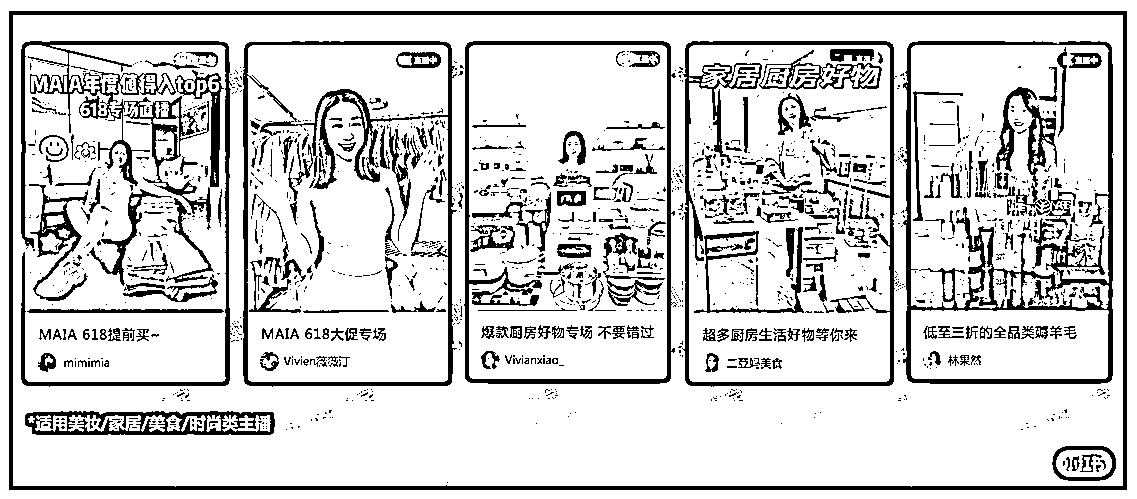 MAIA年度值得入top6
618专场直播
家居厨房好物
MAIA 618提前买~
mimimia
MAIA 618大促专场
Vivien薇薇汀
爆款厨房好物专场 不要错过
Vivianxiao_
超多厨房生活好物等你来
二豆妈美食
低至三折的全品类薅羊毛
林果然
*适用美妆/家居/美食/时尚类主播